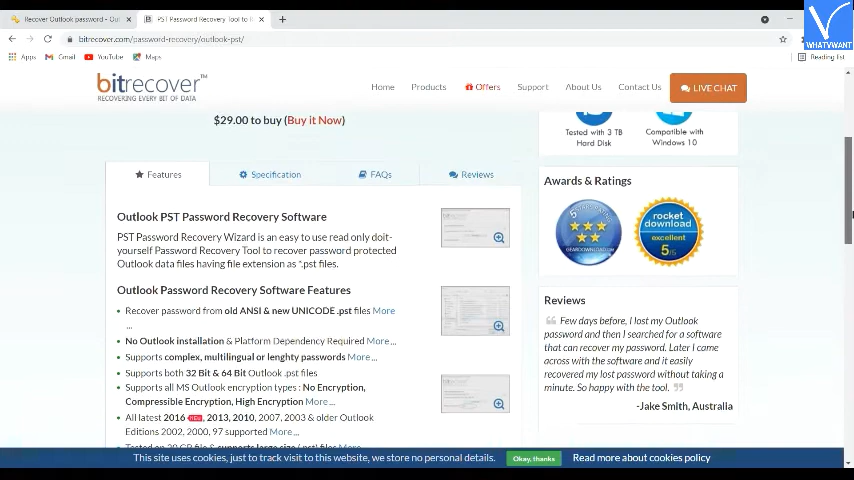 Recover Outlook password - Out
PST Password Recovery Tool to R
bitrecover.com/password-recovery/outlook-pst/
Apps
Gmail
YouTube
Maps
Reading list
WHATVWANT
bitrecover™
RECOVERING EVERY BIT OF DATA
Home
Products
Offers
Support
About Us
Contact Us
LIVE CHAT
$29.00 to buy (Buy it Now)
Tested with 3 TB
Hard Disk
Compatible with
Windows 10
Features
Specification
FAQs
Reviews
Outlook PST Password Recovery Software
PST Password Recovery Wizard is an easy to use read only doit-
yourself Password Recovery Tool to recover password protected
Outlook data files having file extension as *.pst files.
Outlook Password Recovery Software Features
Recover password from old ANSI & new UNICODE .pst files More
...
No Outlook installation & Platform Dependency Required More...
Supports complex, multilingual or lenghty passwords More ...
Supports both 32 Bit & 64 Bit Outlook .pst files
Supports all MS Outlook encryption types : No Encryption,
Compressible Encryption, High Encryption More ...
All latest 2016, 2013, 2010, 2007, 2003 & older Outlook
Editions 2002, 2000, 97 supported More ...
Awards & Ratings
5 STARS RATING
GEARDOWNLOAD.COM
rocket
download
excellent
5/5
Reviews
Few days before, I lost my Outlook
password and then I searched for a software
that can recover my password. Later I came
across with the software and it easily
recovered my lost password without taking a
minute. So happy with the tool.
-Jake Smith, Australia
This site uses cookies, just to track visit to this website, we store no personal details.
Okay, thanks
Read more about cookies policy